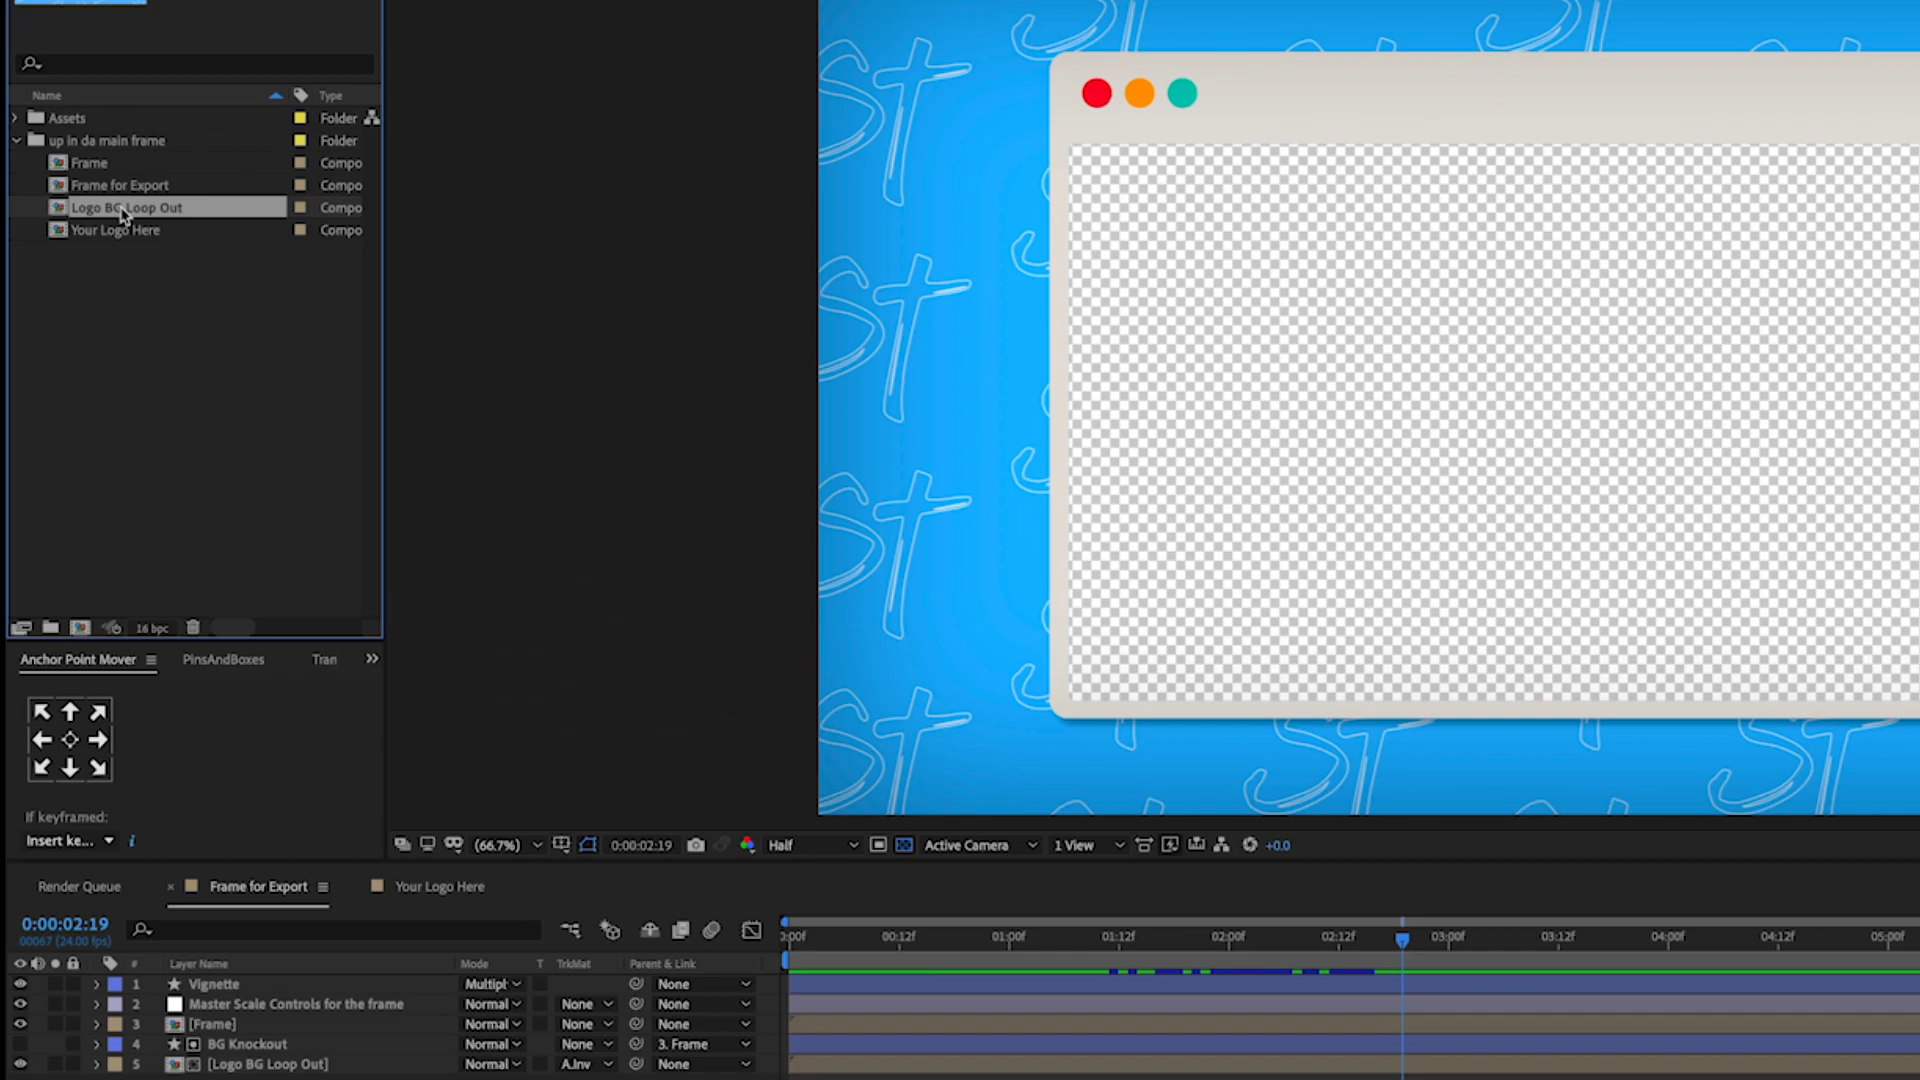 Name Type
Assets Folder
up in da main frame Folder
Frame Compo
Frame for Export Compo
Logo BG Loop Out Compo
Your Logo Here Compo
16 bpc
Anchor Point Mover PinsAndBoxes Tran
If keyframed:
Insert ke...
ST
ST
ST
ST
(66.7%) 0:00:02:19 Half Active Camera 1 View +0.0
Render Queue × Frame for Export Your Logo Here
0:00:02:19
00067 (24.00 fps)
:00f 00:12f 01:00f 01:12f 02:00f 02:12f 03:00f 03:12f 04:00f 04:12f 05:00f
# Layer Name Mode T TrkMat Parent & Link
1 Vignette Multipl None
2 Master Scale Controls for the frame Normal None None
3 [Frame] Normal None None
4 BG Knockout Normal None 3. Frame
5 [Logo BG Loop Out] Normal A.Inv None